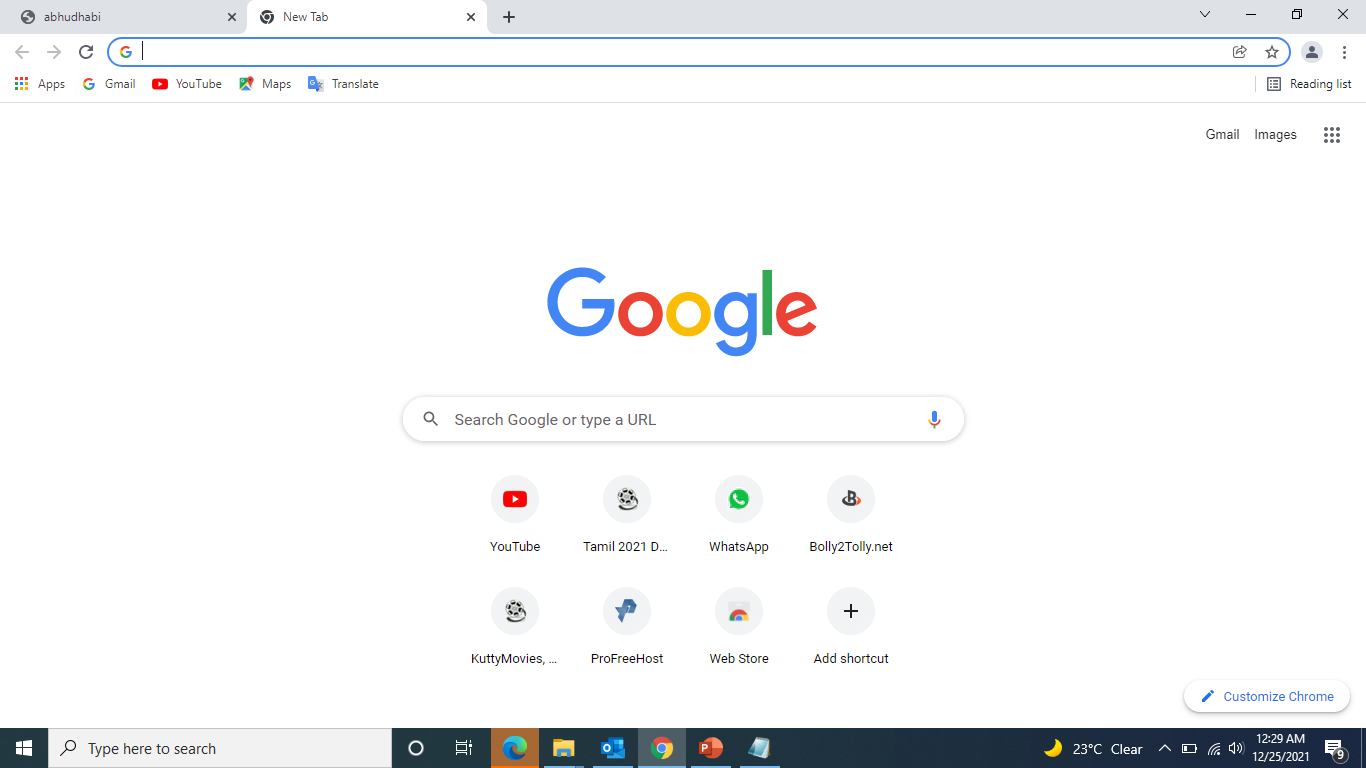 abhudhabi
New Tab
Apps
Gmail
YouTube
Maps
Translate
Reading list
Gmail
Images
Google
Search Google or type a URL
YouTube
Tamil 2021 D...
WhatsApp
Bolly2Tolly.net
KuttyMovies, ...
ProFreeHost
Web Store
Add shortcut
Customize Chrome
Type here to search
23°C Clear
12:29 AM
12/25/2021
9